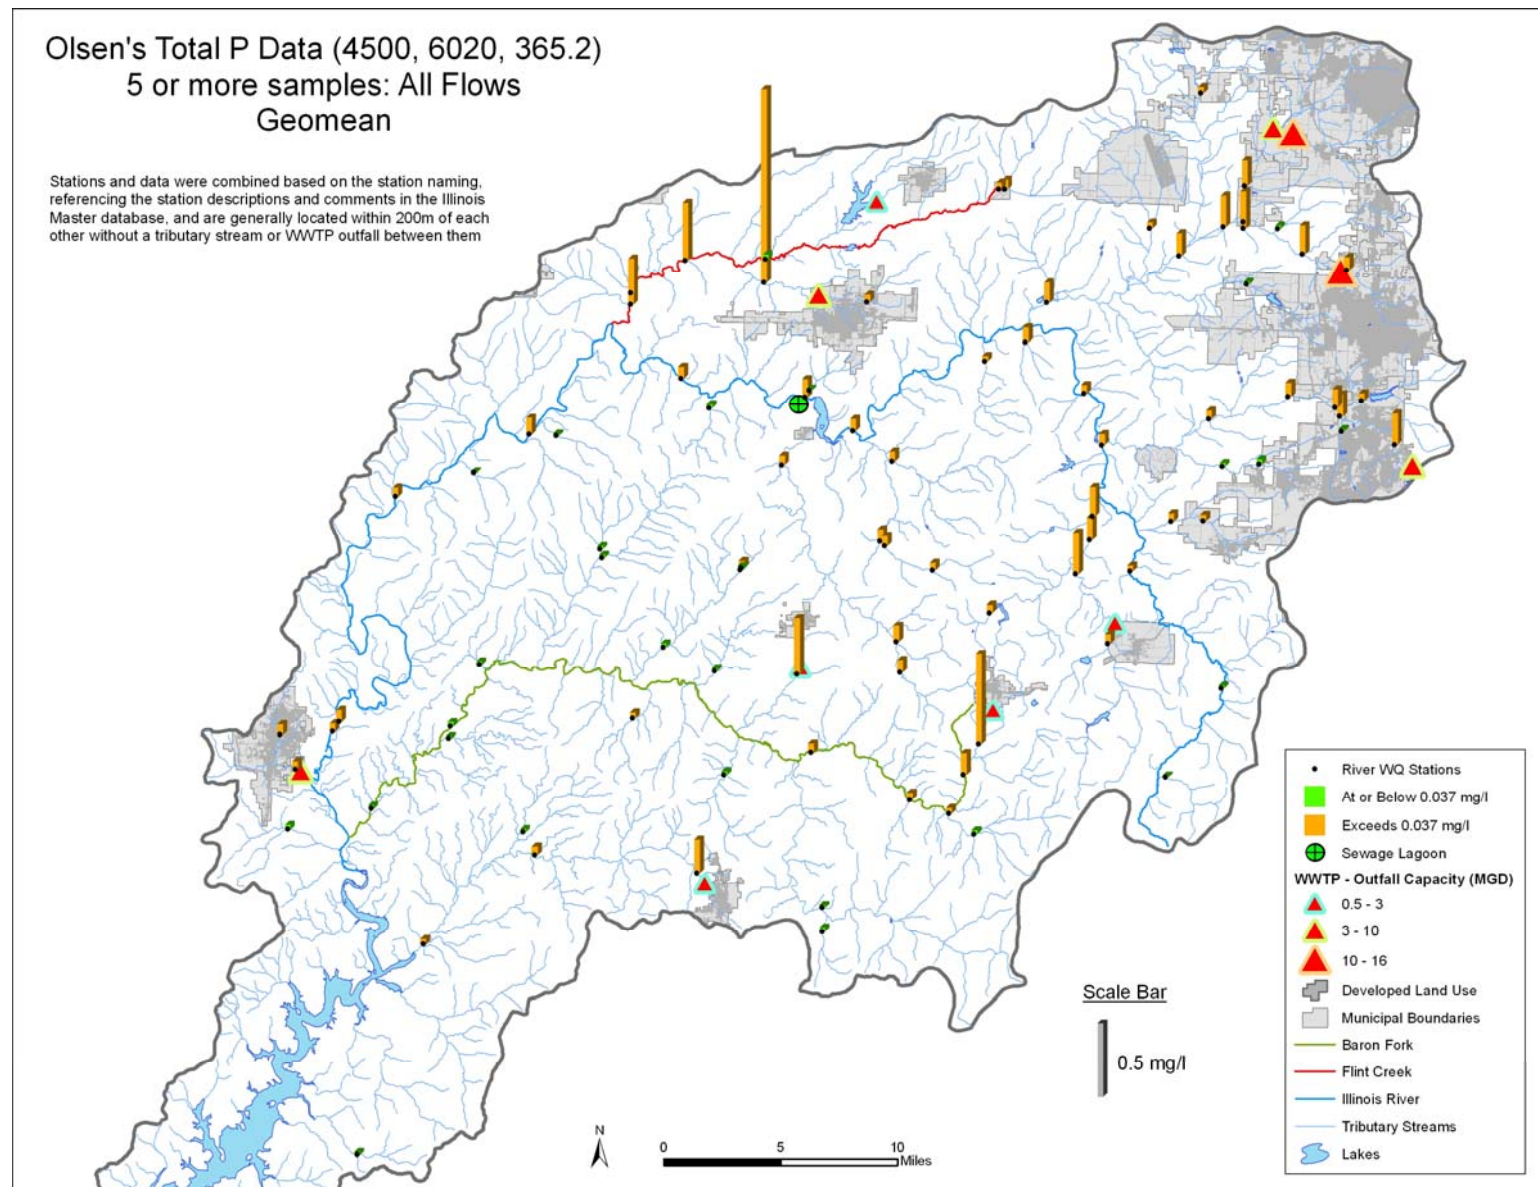 Olsen's Total P Data (4500, 6020, 365.2)
5 or more samples: All Flows
Geomean
Stations and data were combined based on the station naming,
referencing the station descriptions and comments in the Illinois
Master database, and are generally located within 200m of each
other without a tributary stream or WWTP outfall between them
River WQ Stations
At or Below 0.037 mg/l
Exceeds 0.037 mg/l
Sewage Lagoon
WWTP - Outfall Capacity (MGD)
0.5 - 3
3 - 10
10 - 16
Developed Land Use
Municipal Boundaries
Baron Fork
Flint Creek
Illinois River
Tributary Streams
Lakes
Scale Bar
0.5 mg/l
N
0 5 10
Miles